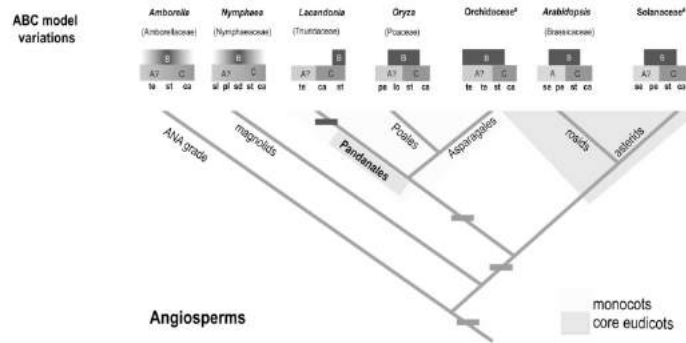 ABC model
variations
Amborella Nymphaea Lacandonia Oryza Orchidaceae Arabidopsis Solanaceae
(Amborellaceae) (Nymphaeaceae) (Triuridaceae) (Poaceae) (Brassicaceae)
B B B B B B B
A? C A? C A? C A? C A? C A C A C
te st ca sl pl sd st ca te ca st pa lo st ca te te st ca se pe st ca se pe st ca
ANA grade
magnolids
Pandanales
Poales
Asparagales
rosids
asterids
Angiosperms
monocots
core eudicots